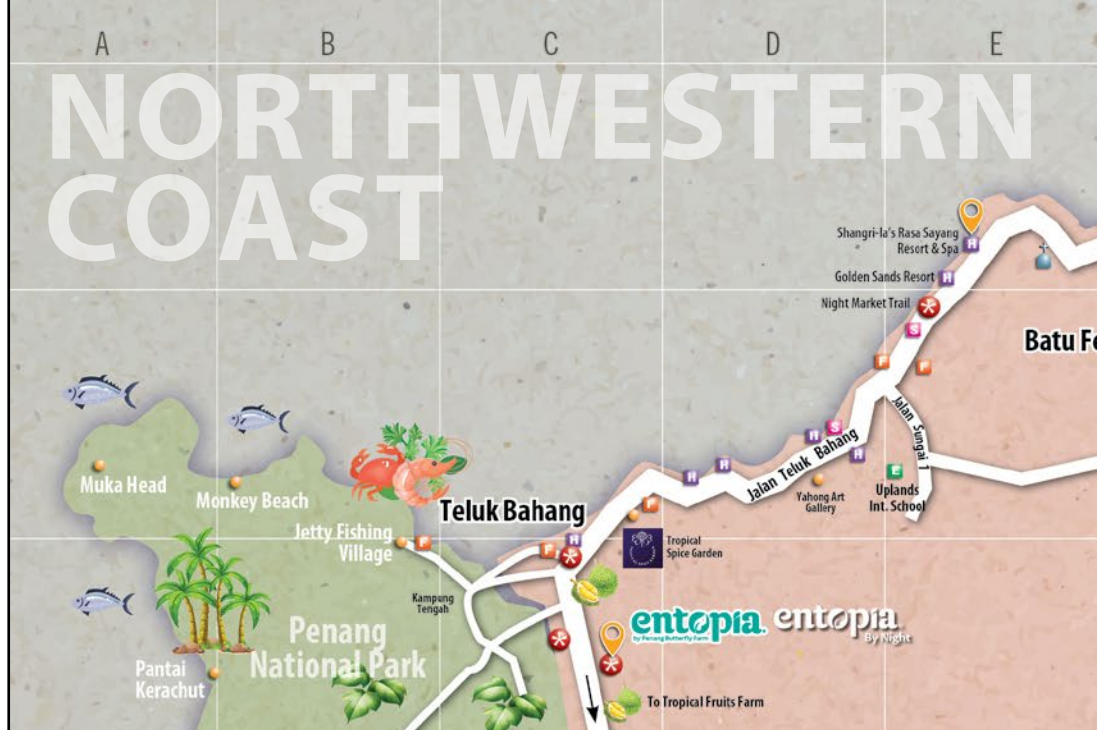 A B C D E
NORTHWESTERN
COAST
Shangri-la's Rasa Sayang
Resort & Spa
H
Golden Sands Resort H
Night Market Trail
S
Batu Fe
F
F
Jalan Sungai 1
Muka Head
Monkey Beach
Teluk Bahang
H
H
H
S
H
Jalan Teluk Bahang
Yahong Art
Gallery
E
Uplands
Int. School
F
Jetty Fishing
Village
F
F
H
Tropical
Spice Garden
Kampung
Tengah
entopia
by Penang Butterfly Farm
entopia
By Night
Penang
National Park
Pantai
Kerachut
To Tropical Fruits Farm